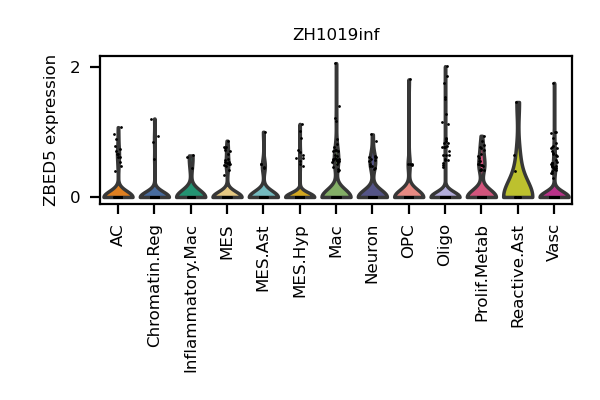 ZH1019inf
ZBED5 expression
2
0
AC
Chromatin.Reg
Inflammatory.Mac
MES
MES.Ast
MES.Hyp
Mac
Neuron
OPC
Oligo
Prolif.Metab
Reactive.Ast
Vasc